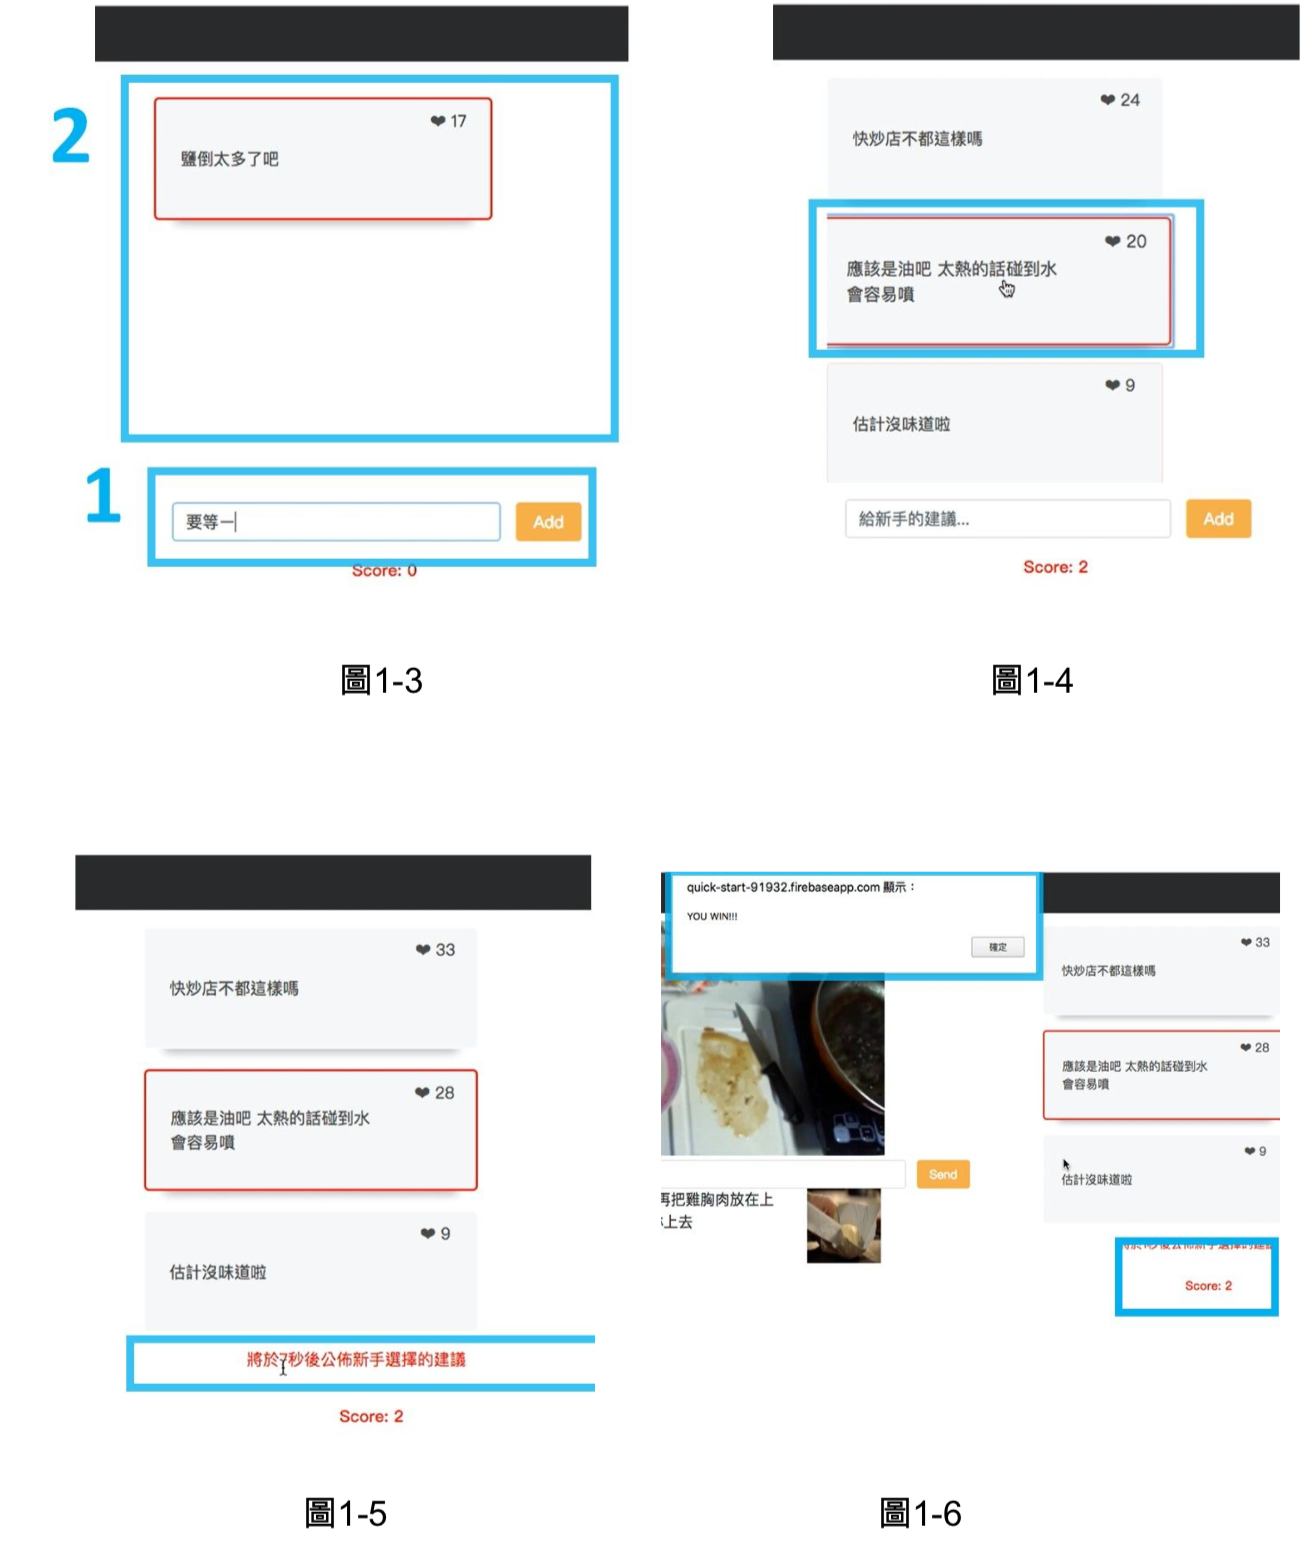 2
❤ 17
鹽倒太多了吧
1
要等一
Add
Score: 0
圖1-3
❤ 24
快炒店不都這樣嗎
❤ 20
應該是油吧 太熱的話碰到水
會容易噴
❤ 9
估計沒味道啦
給新手的建議...
Add
Score: 2
圖1-4
❤ 33
快炒店不都這樣嗎
❤ 28
應該是油吧 太熱的話碰到水
會容易噴
❤ 9
估計沒味道啦
將於7秒後公佈新手選擇的建議
Score: 2
圖1-5
quick-start-91932.firebaseapp.com 顯示：
YOU WIN!!!
確定
Send
再把雞胸肉放在上
上去
❤ 33
快炒店不都這樣嗎
❤ 28
應該是油吧 太熱的話碰到水
會容易噴
❤ 9
估計沒味道啦
Score: 2
圖1-6